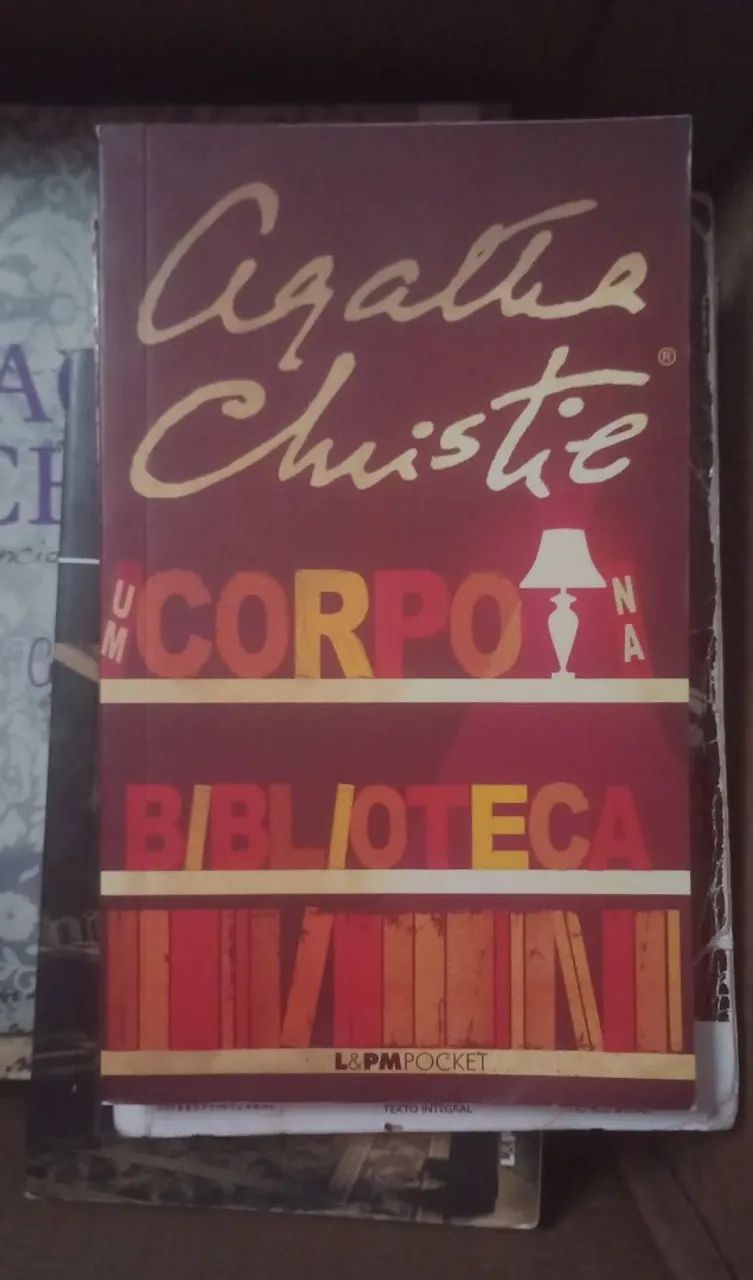 Agatha
Christie®
UM CORPO NA
BIBLIOTECA
L&PMPOCKET
TEXTO INTEGRAL